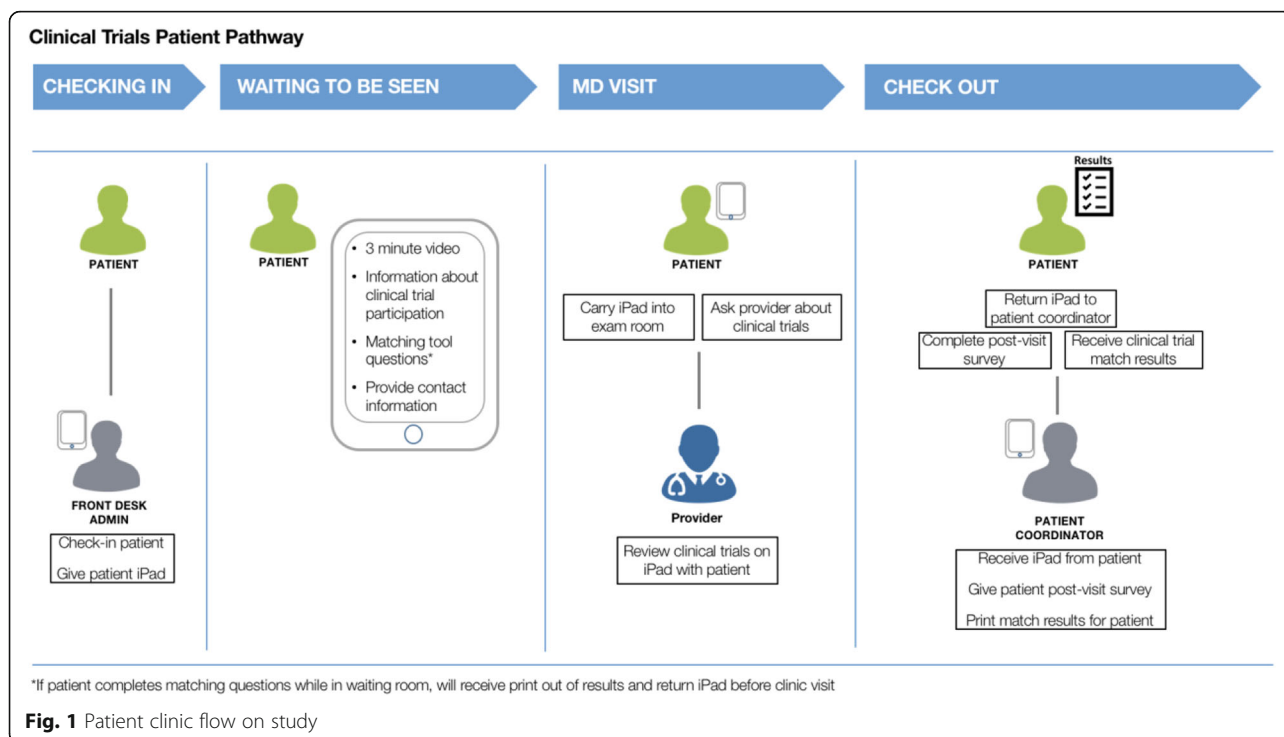 Clinical Trials Patient Pathway
CHECKING IN
WAITING TO BE SEEN
MD VISIT
CHECK OUT
PATIENT
FRONT DESK
ADMIN
Check-in patient
Give patient iPad
PATIENT
• 3 minute video
• Information about
clinical trial
participation
• Matching tool
questions*
• Provide contact
information
PATIENT
Carry iPad into
exam room
Ask provider about
clinical trials
Provider
Review clinical trials on
iPad with patient
Results
PATIENT
Return iPad to
patient coordinator
Complete post-visit
survey
Receive clinical trial
match results
PATIENT
COORDINATOR
Receive iPad from patient
Give patient post-visit survey
Print match results for patient
*If patient completes matching questions while in waiting room, will receive print out of results and return iPad before clinic visit
Fig. 1 Patient clinic flow on study